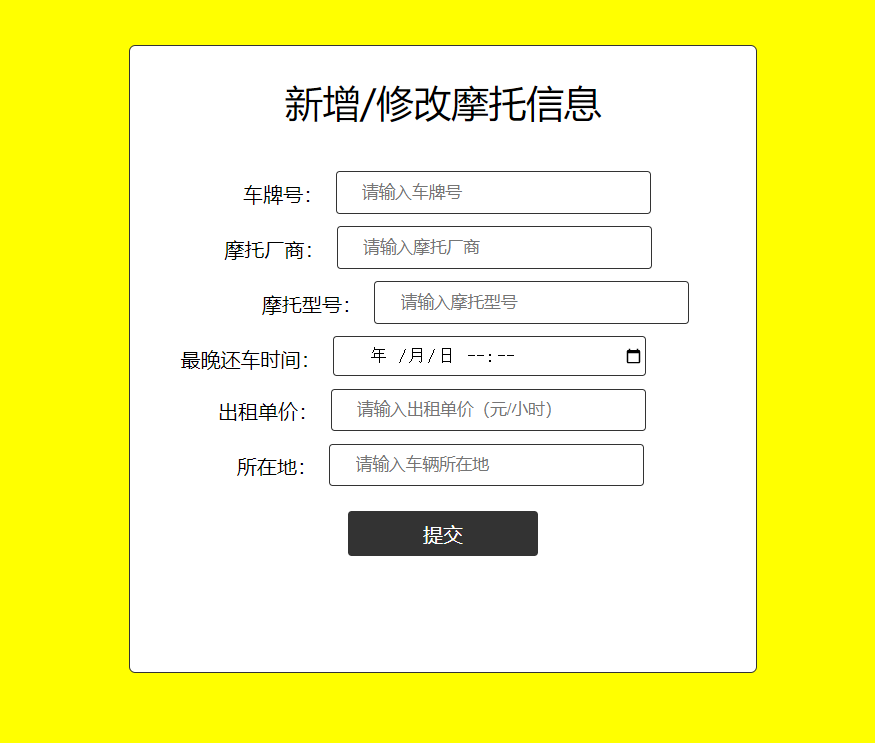 新增/修改摩托信息
车牌号： 请输入车牌号
摩托厂商： 请输入摩托厂商
摩托型号： 请输入摩托型号
最晚还车时间： 年 /月/日 --:--
出租单价： 请输入出租单价（元/小时）
所在地： 请输入车辆所在地
提交